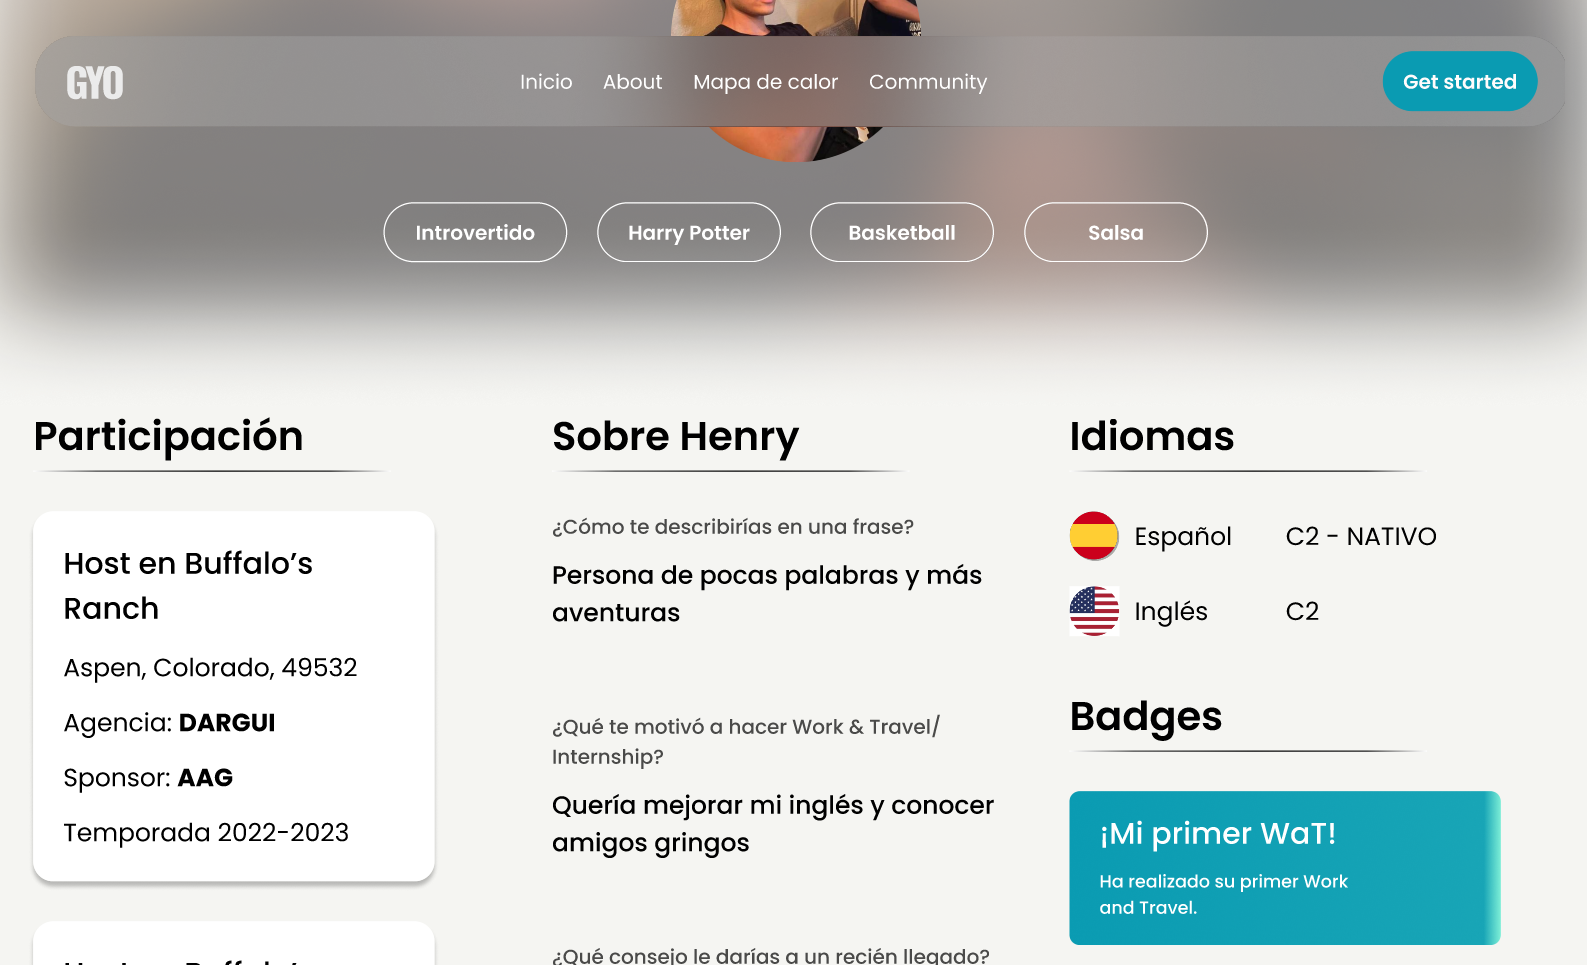 GYO
Inicio
About
Mapa de calor
Community
Get started
Introvertido
Harry Potter
Basketball
Salsa
Participación
Host en Buffalo’s
Ranch
Aspen, Colorado, 49532
Agencia: DARGUI
Sponsor: AAG
Temporada 2022-2023
Sobre Henry
¿Cómo te describirías en una frase?
Persona de pocas palabras y más
aventuras
¿Qué te motivó a hacer Work & Travel/
Internship?
Quería mejorar mi inglés y conocer
amigos gringos
¿Qué consejo le darías a un recién llegado?
Idiomas
Español
C2 - NATIVO
Inglés
C2
Badges
¡Mi primer WaT!
Ha realizado su primer Work
and Travel.